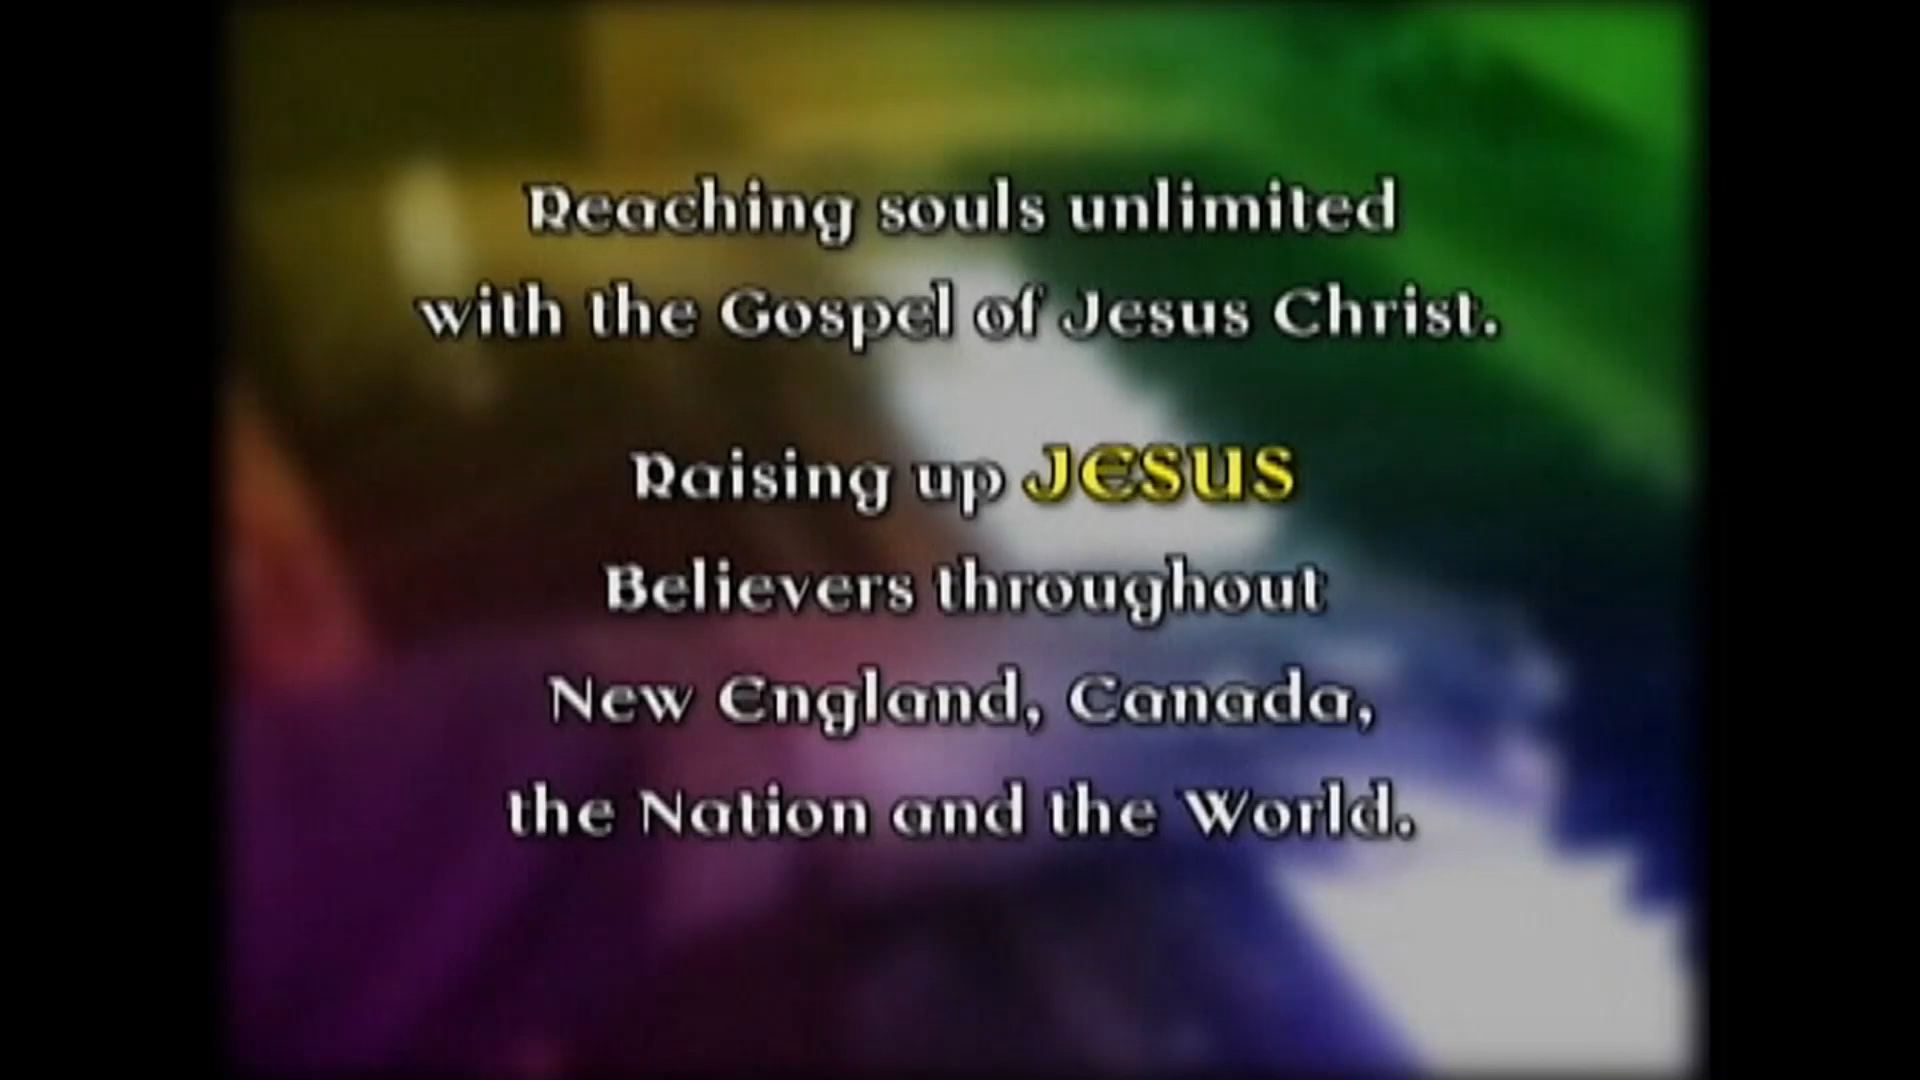 Reaching souls unlimited
with the Gospel of Jesus Christ.
Raising up JESUS
Believers throughout
New England, Canada,
the Nation and the World.